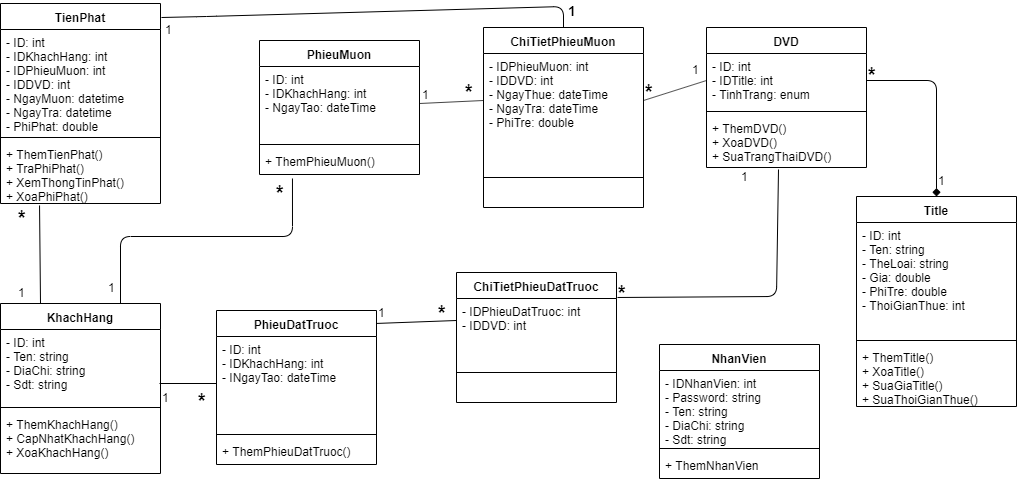 TienPhat
- ID: int
- IDKhachHang: int
- IDPhieuMuon: int
- IDDVD: int
- NgayMuon: datetime
- NgayTra: datetime
- PhiPhat: double
+ ThemTienPhat()
+ TraPhiPhat()
+ XemThongTinPhat()
+ XoaPhiPhat()
1
1
*
1
PhieuMuon
- ID: int
- IDKhachHang: int
- NgayTao: dateTime
+ ThemPhieuMuon()
1
*
*
1
ChiTietPhieuMuon
- IDPhieuMuon: int
- IDDVD: int
- NgayThue: dateTime
- NgayTra: dateTime
- PhiTre: double
*
1
DVD
- ID: int
- IDTitle: int
- TinhTrang: enum
+ ThemDVD()
+ XoaDVD()
+ SuaTrangThaiDVD()
*
1
1
*
Title
- ID: int
- Ten: string
- TheLoai: string
- Gia: double
- PhiTre: double
- ThoiGianThue: int
+ ThemTitle()
+ XoaTitle()
+ SuaGiaTitle()
+ SuaThoiGianThue()
KhachHang
- ID: int
- Ten: string
- DiaChi: string
- Sdt: string
+ ThemKhachHang()
+ CapNhatKhachHang()
+ XoaKhachHang()
1
*
PhieuDatTruoc
- ID: int
- IDKhachHang: int
- INgayTao: dateTime
+ ThemPhieuDatTruoc()
1
*
ChiTietPhieuDatTruoc
- IDPhieuDatTruoc: int
- IDDVD: int
NhanVien
- IDNhanVien: int
- Password: string
- Ten: string
- DiaChi: string
- Sdt: string
+ ThemNhanVien